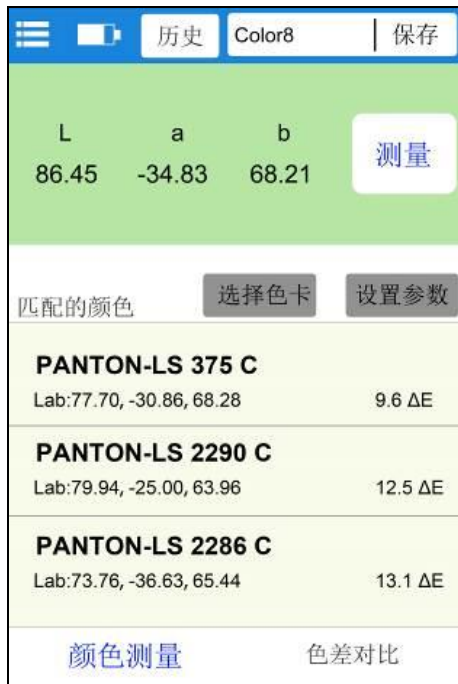 历史 Color8 保存
L a b
86.45 -34.83 68.21
测量
匹配的颜色 选择色卡 设置参数
PANTON-LS 375 C
Lab:77.70, -30.86, 68.28 9.6 ΔE
PANTON-LS 2290 C
Lab:79.94, -25.00, 63.96 12.5 ΔE
PANTON-LS 2286 C
Lab:73.76, -36.63, 65.44 13.1 ΔE
颜色测量 色差对比